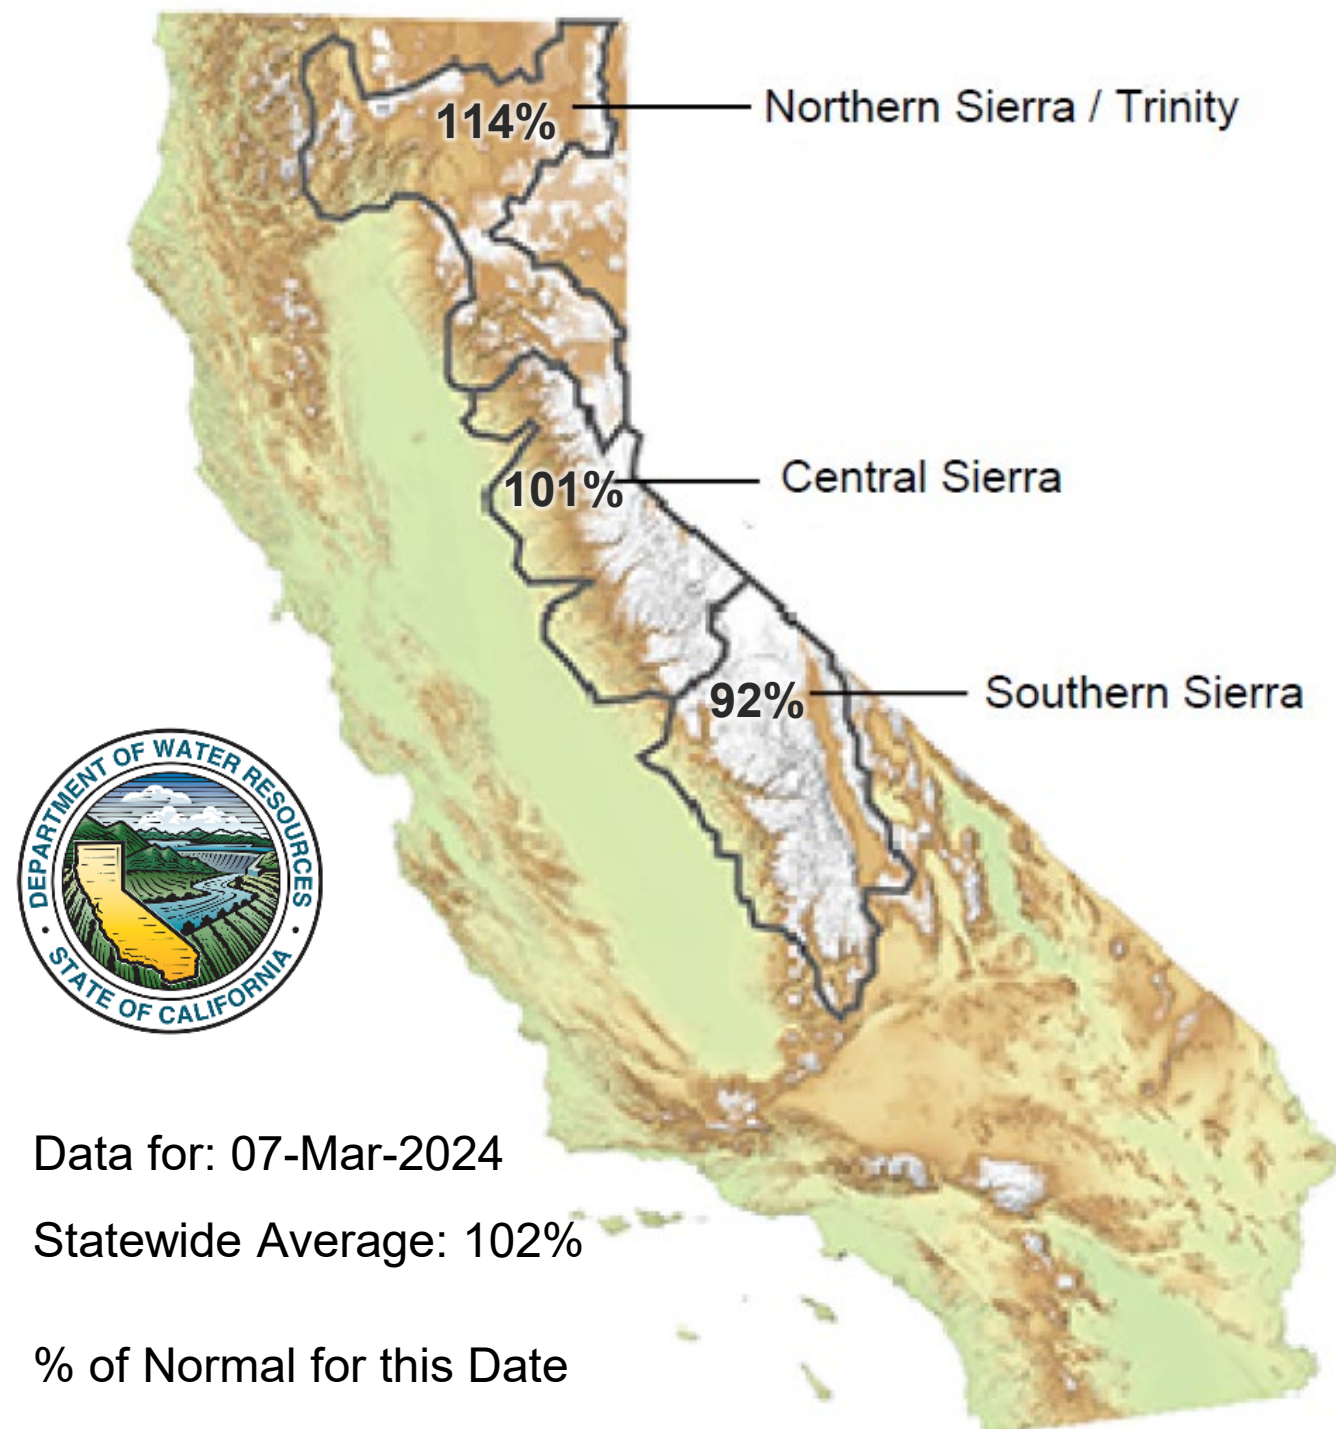 114%
Northern Sierra / Trinity
101%
Central Sierra
92%
Southern Sierra
DEPARTMENT OF WATER RESOURCES
• STATE OF CALIFORNIA •
Data for: 07-Mar-2024
Statewide Average: 102%
% of Normal for this Date